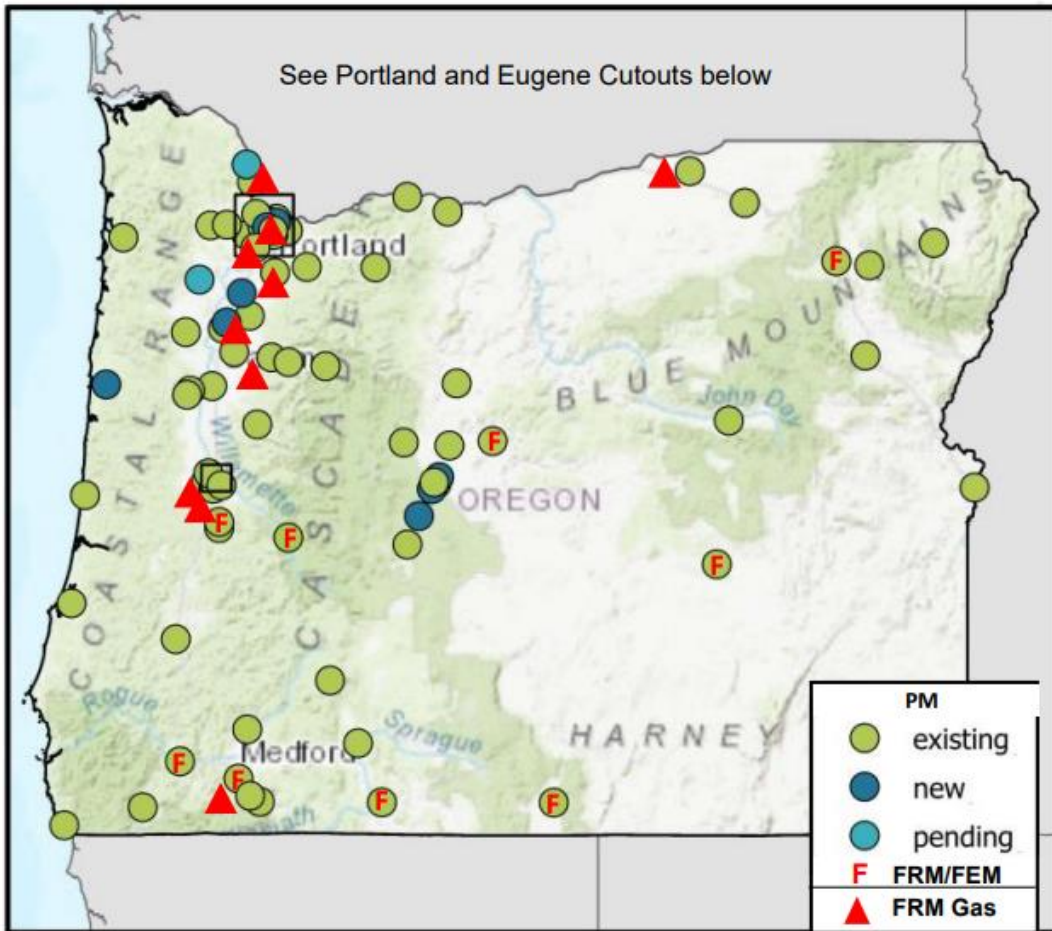 See Portland and Eugene Cutouts below
COASTAL RANGE
CASCADE
Portland
Willamette
BLUE MOUNTAINS
John Day
OREGON
Rogue
Medford
Sprague
HARNEY
F
F
F
F
F
F
F
F
F
PM
existing
new
pending
F FRM/FEM
FRM Gas